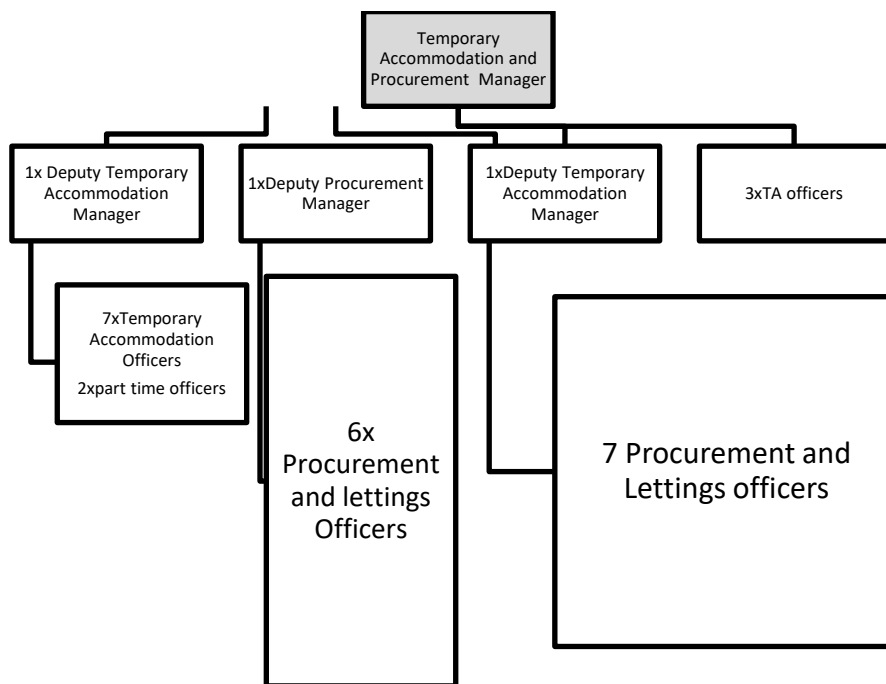 Temporary
Accommodation and
Procurement Manager
1x Deputy Temporary
Accommodation
Manager
1xDeputy Procurement
Manager
1xDeputy Temporary
Accommodation
Manager
3xTA officers
7xTemporary
Accommodation
Officers
2xpart time officers
6x
Procurement
and lettings
Officers
7 Procurement and
Lettings officers